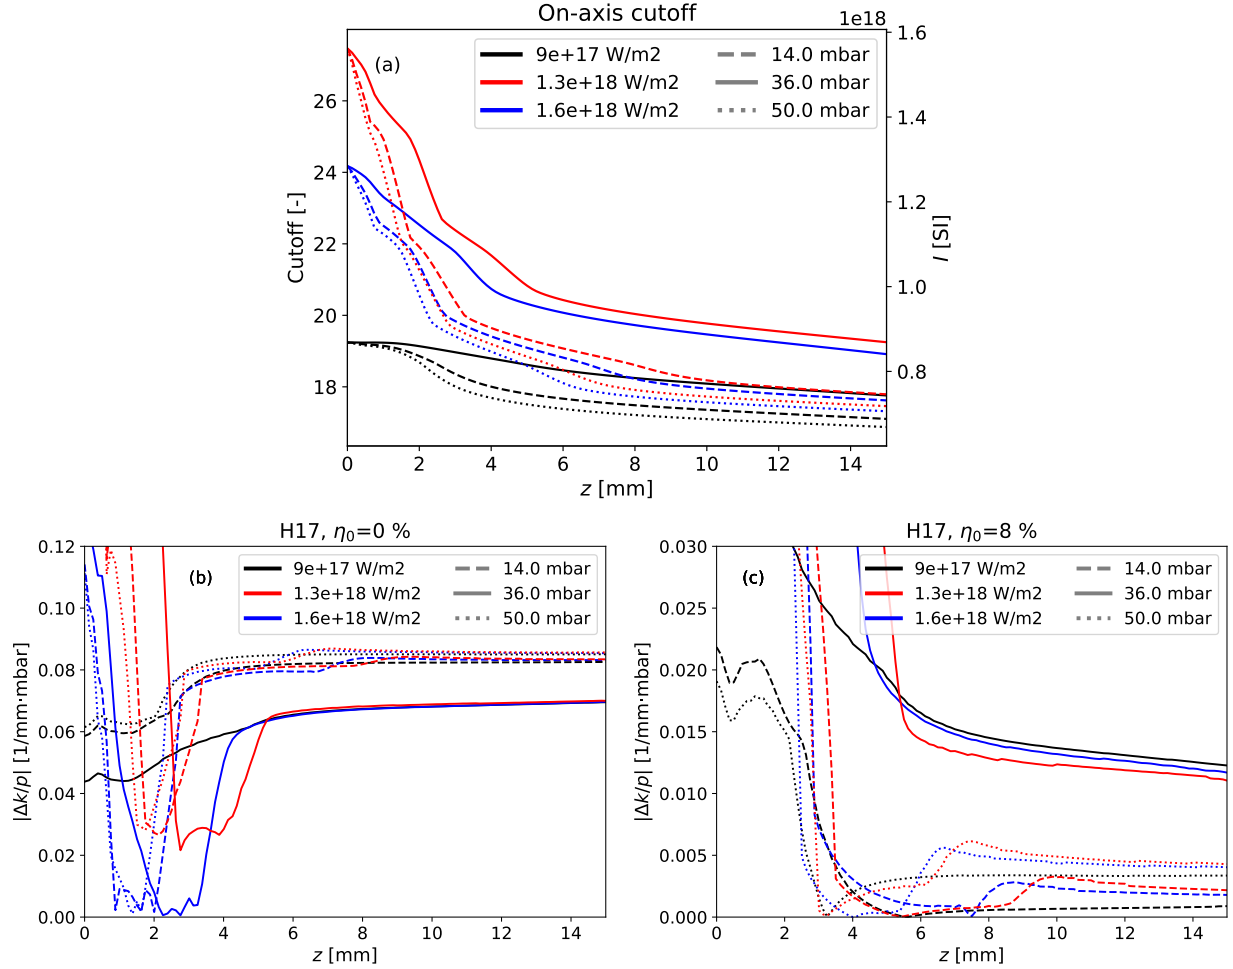 On-axis cutoff
1e18
(a)
9e+17 W/m2
1.3e+18 W/m2
1.6e+18 W/m2
14.0 mbar
36.0 mbar
50.0 mbar
Cutoff [-]
26
24
22
20
18
I [SI]
1.6
1.4
1.2
1.0
0.8
0 2 4 6 8 10 12 14
z [mm]
H17, η₀=0 %
(b)
9e+17 W/m2
1.3e+18 W/m2
1.6e+18 W/m2
14.0 mbar
36.0 mbar
50.0 mbar
|Δk/p| [1/mm·mbar]
0.12
0.10
0.08
0.06
0.04
0.02
0.00
0 2 4 6 8 10 12 14
z [mm]
H17, η₀=8 %
(c)
9e+17 W/m2
1.3e+18 W/m2
1.6e+18 W/m2
14.0 mbar
36.0 mbar
50.0 mbar
|Δk/p| [1/mm·mbar]
0.030
0.025
0.020
0.015
0.010
0.005
0.000
0 2 4 6 8 10 12 14
z [mm]